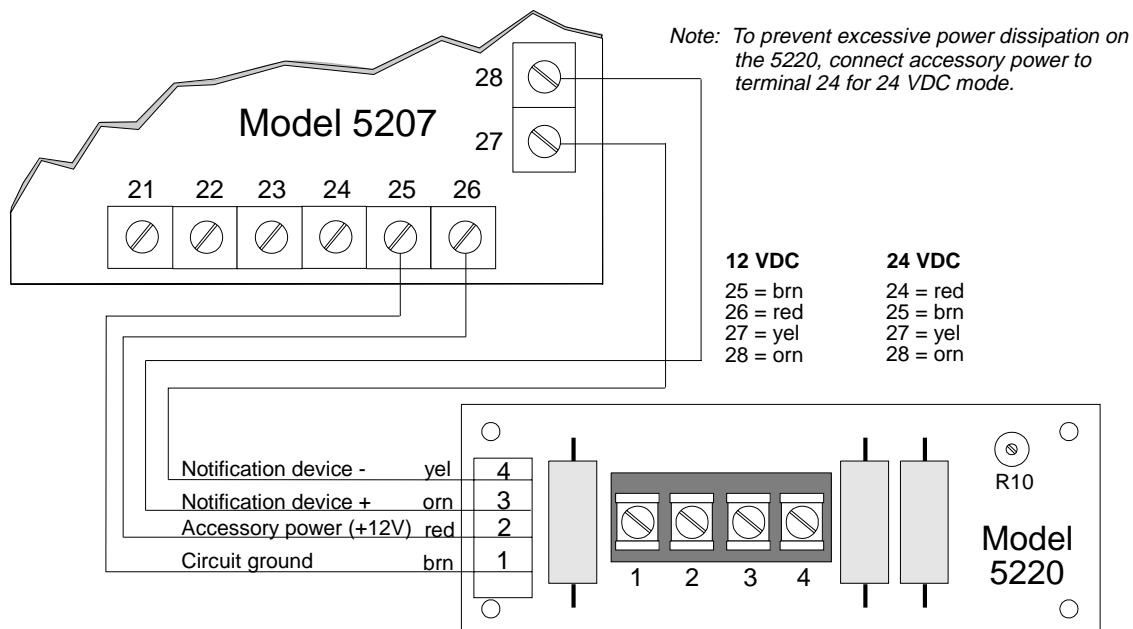 Note: To prevent excessive power dissipation on
the 5220, connect accessory power to
terminal 24 for 24 VDC mode.
28
Model 5207
27
21 22 23 24 25 26
12 VDC 24 VDC
25 = brn 24 = red
26 = red 25 = brn
27 = yel 27 = yel
28 = orn 28 = orn
Notification device - yel 4
Notification device + orn 3
Accessory power (+12V) red 2
Circuit ground brn 1
R10
Model
5220
1 2 3 4